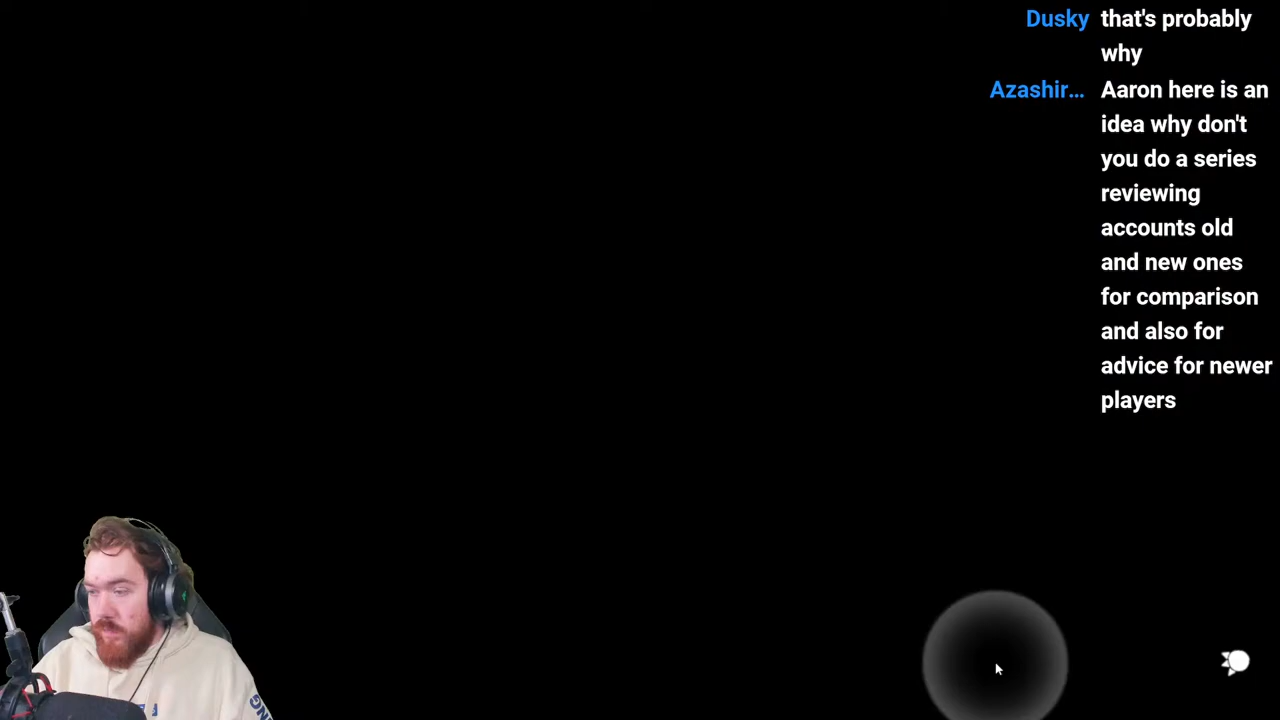 Dusky that's probably
why
Azashir... Aaron here is an
idea why don't
you do a series
reviewing
accounts old
and new ones
for comparison
and also for
advice for newer
players